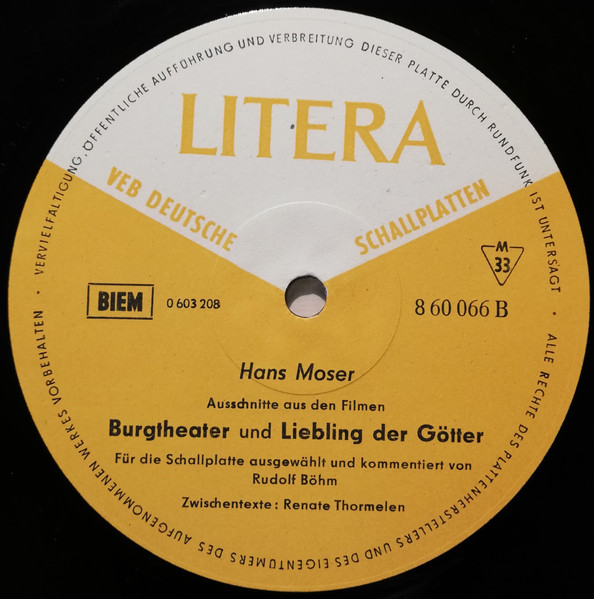 LITERA
VEB DEUTSCHE SCHALLPLATTEN
M
33
BIEM
0 603 208
8 60 066 B
Hans Moser
Ausschnitte aus den Filmen
Burgtheater und Liebling der Götter
Für die Schallplatte ausgewählt und kommentiert von
Rudolf Böhm
Zwischentexte: Renate Thormelen
ALLE RECHTE DES PLATTENHERSTELLERS UND DES EIGENTÜMERS DES AUFGENOMMENEN WERKES VORBEHALTEN • VERVIELFÄLTIGUNG, ÖFFENTLICHE AUFFÜHRUNG UND VERBREITUNG DIESER PLATTE DURCH RUNDFUNK IST UNTERSAGT •